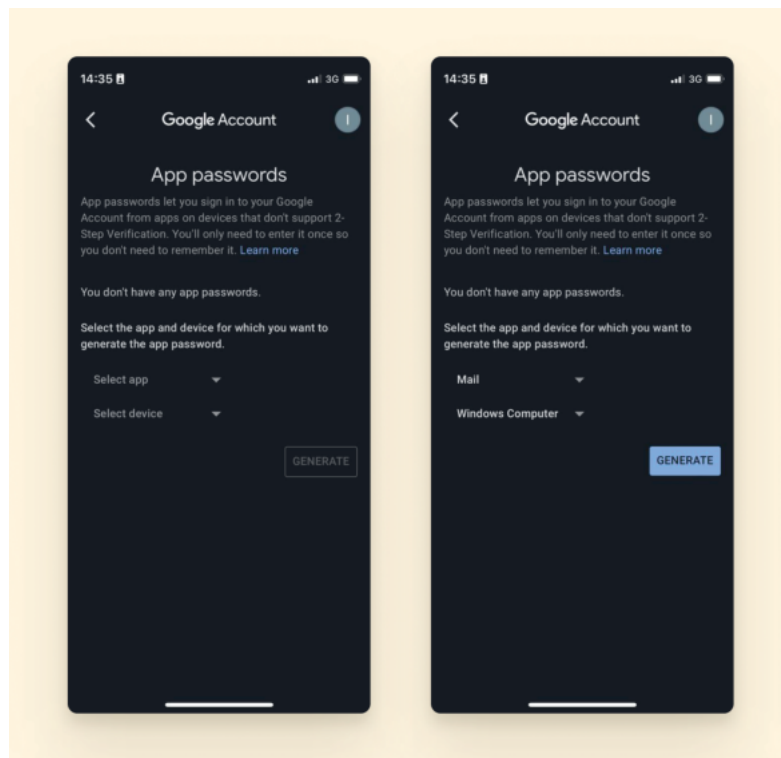 14:35
3G
Google Account
I
App passwords
App passwords let you sign in to your Google
Account from apps on devices that don't support 2-
Step Verification. You'll only need to enter it once so
you don't need to remember it. Learn more
You don't have any app passwords.
Select the app and device for which you want to
generate the app password.
Select app
Select device
GENERATE
14:35
3G
Google Account
I
App passwords
App passwords let you sign in to your Google
Account from apps on devices that don't support 2-
Step Verification. You'll only need to enter it once so
you don't need to remember it. Learn more
You don't have any app passwords.
Select the app and device for which you want to
generate the app password.
Mail
Windows Computer
GENERATE